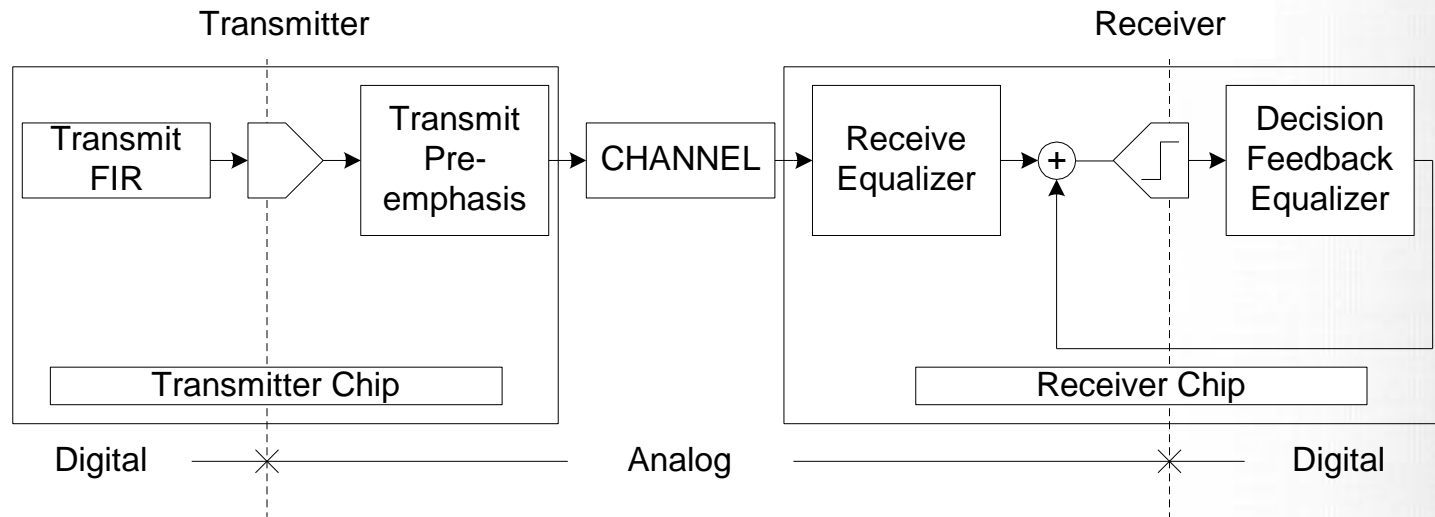 Transmitter
Receiver
Transmit
FIR
Transmit
Pre-
emphasis
CHANNEL
Receive
Equalizer
+
Decision
Feedback
Equalizer
Transmitter Chip
Receiver Chip
Digital
Analog
Digital